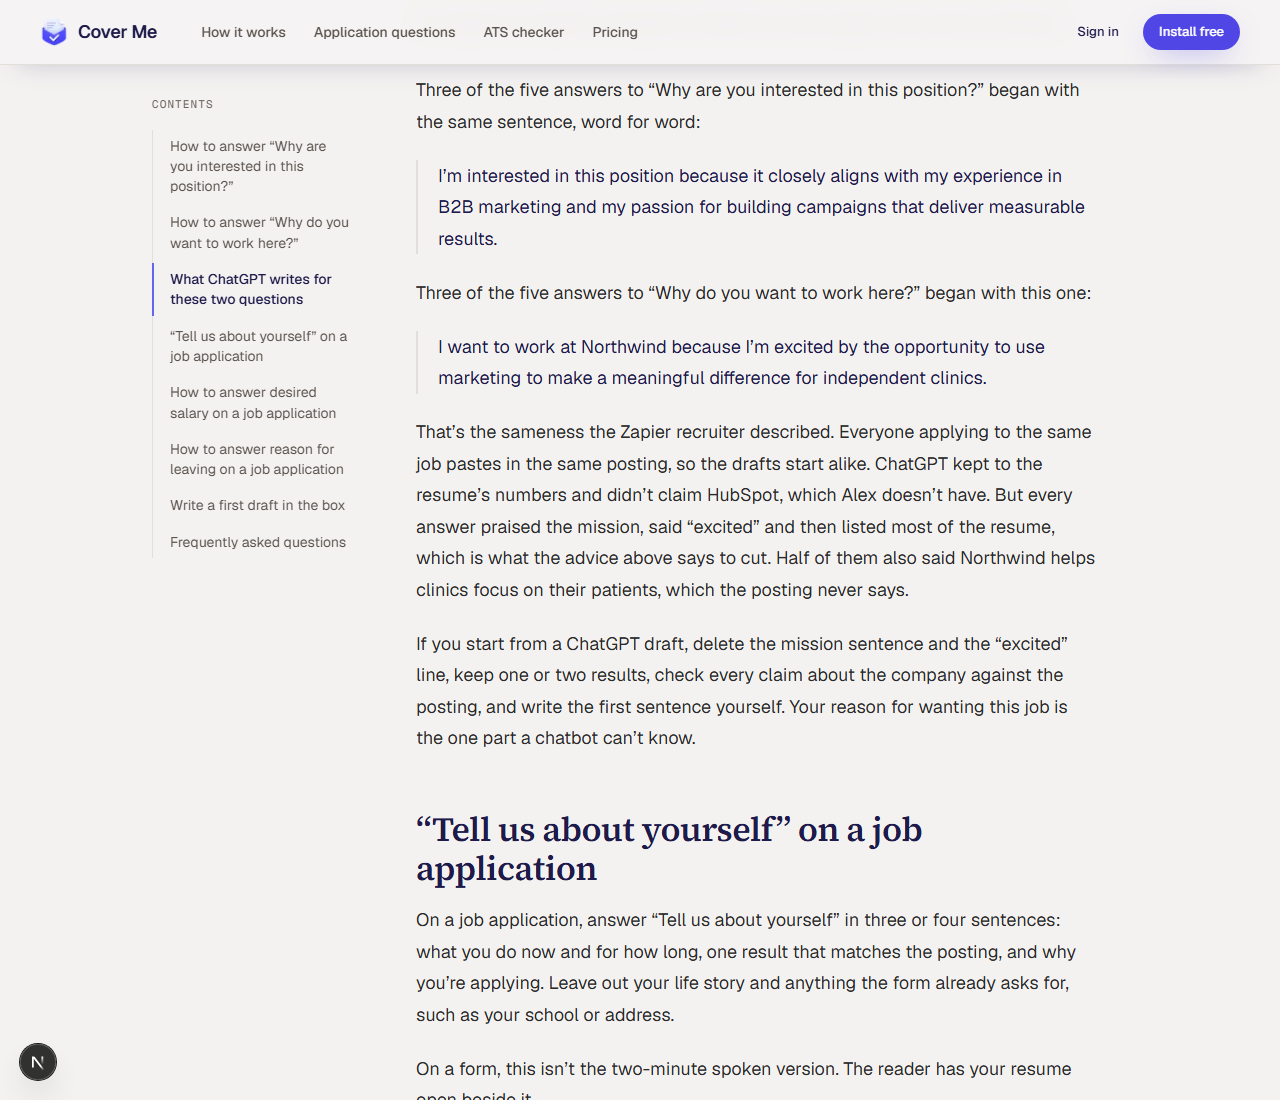 Cover Me
How it works
Application questions
ATS checker
Pricing
Sign in
Install free
CONTENTS
How to answer “Why are
you interested in this
position?”
How to answer “Why do you
want to work here?”
What ChatGPT writes for
these two questions
“Tell us about yourself” on a
job application
How to answer desired
salary on a job application
How to answer reason for
leaving on a job application
Write a first draft in the box
Frequently asked questions
Three of the five answers to “Why are you interested in this position?” began with
the same sentence, word for word:
I’m interested in this position because it closely aligns with my experience in
B2B marketing and my passion for building campaigns that deliver measurable
results.
Three of the five answers to “Why do you want to work here?” began with this one:
I want to work at Northwind because I’m excited by the opportunity to use
marketing to make a meaningful difference for independent clinics.
That’s the sameness the Zapier recruiter described. Everyone applying to the same
job pastes in the same posting, so the drafts start alike. ChatGPT kept to the
resume’s numbers and didn’t claim HubSpot, which Alex doesn’t have. But every
answer praised the mission, said “excited” and then listed most of the resume,
which is what the advice above says to cut. Half of them also said Northwind helps
clinics focus on their patients, which the posting never says.
If you start from a ChatGPT draft, delete the mission sentence and the “excited”
line, keep one or two results, check every claim about the company against the
posting, and write the first sentence yourself. Your reason for wanting this job is
the one part a chatbot can’t know.
“Tell us about yourself” on a job
application
On a job application, answer “Tell us about yourself” in three or four sentences:
what you do now and for how long, one result that matches the posting, and why
you’re applying. Leave out your life story and anything the form already asks for,
such as your school or address.
On a form, this isn’t the two-minute spoken version. The reader has your resume
open beside it.
N